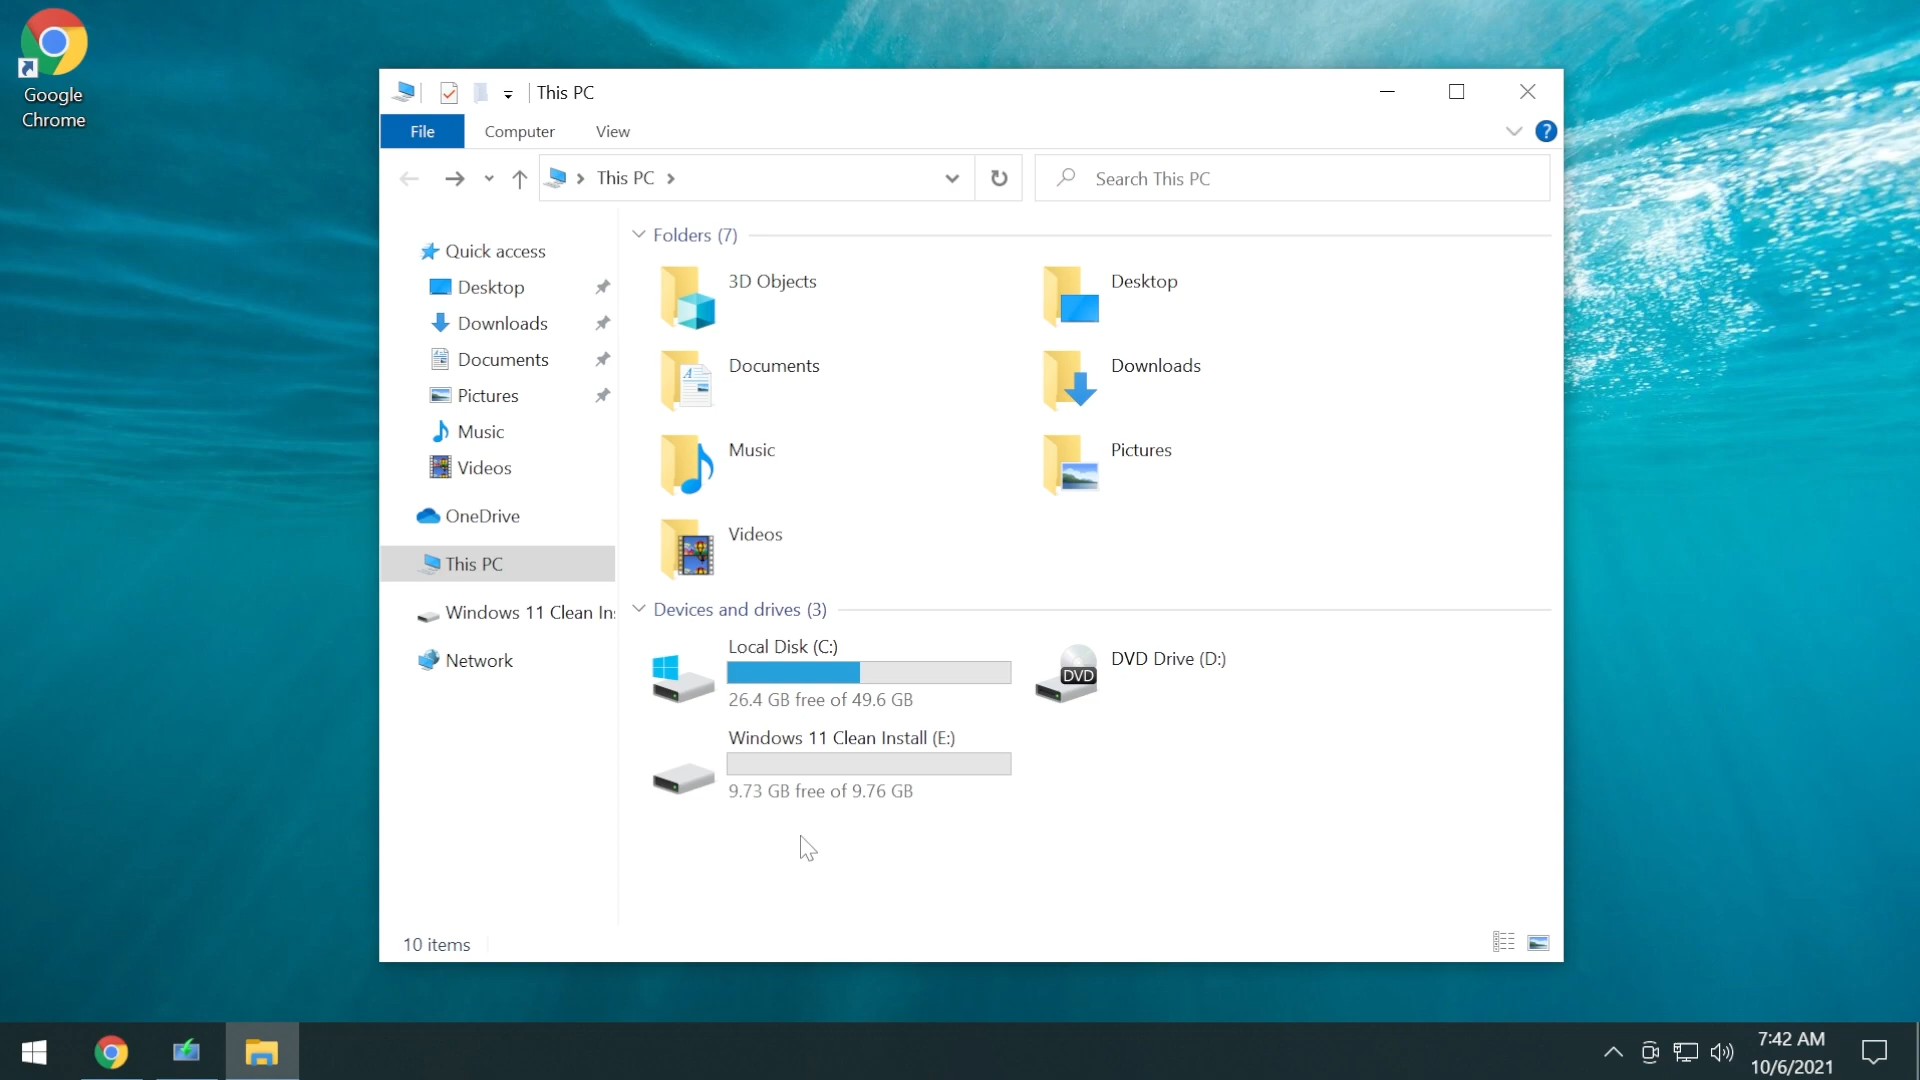 Google
Chrome
This PC
File
Computer
View
?
This PC
Search This PC
Quick access
Desktop
Downloads
Documents
Pictures
Music
Videos
OneDrive
This PC
Windows 11 Clean In
Network
Folders (7)
3D Objects
Desktop
Documents
Downloads
Music
Pictures
Videos
Devices and drives (3)
Local Disk (C:)
26.4 GB free of 49.6 GB
DVD
DVD Drive (D:)
Windows 11 Clean Install (E:)
9.73 GB free of 9.76 GB
10 items
7:42 AM
10/6/2021